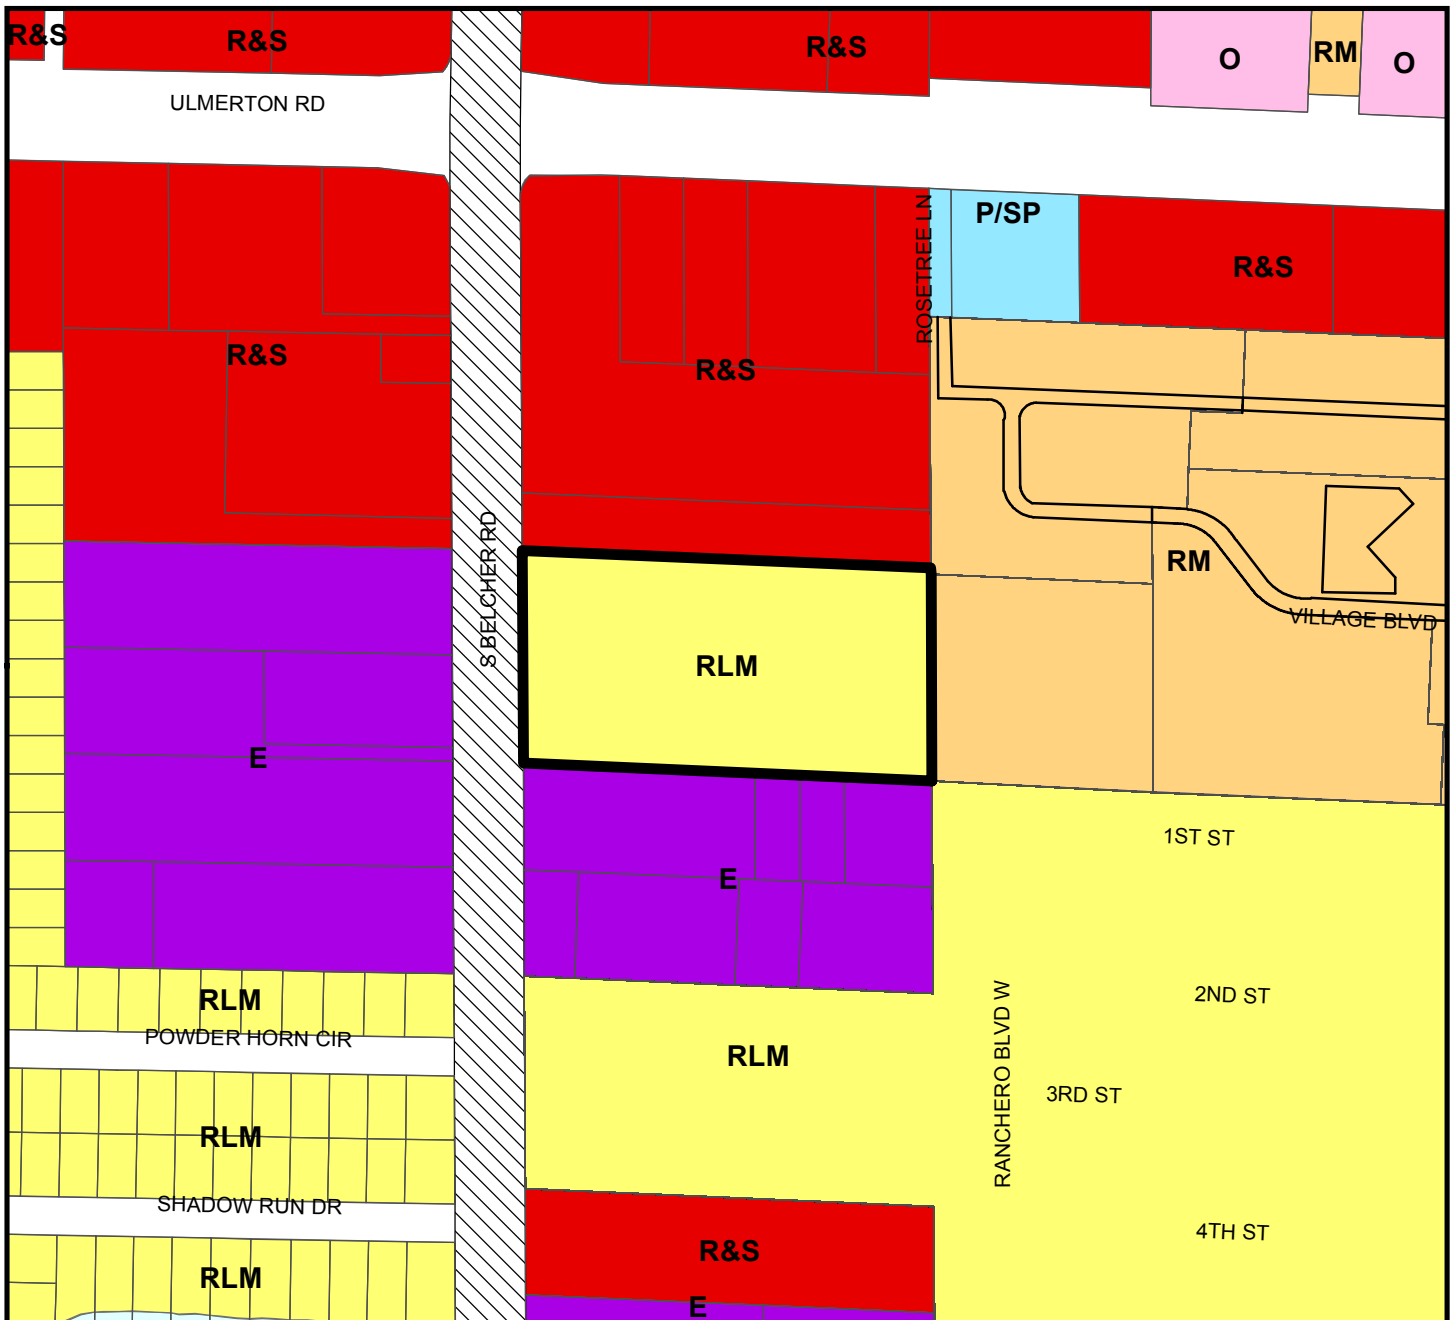 R&S
R&S
R&S
O
RM
O
ULMERTON RD
P/SP
ROSETREE LN
R&S
R&S
R&S
S BELCHER RD
RM
VILLAGE BLVD
RLM
E
1ST ST
E
2ND ST
RLM
POWDER HORN CIR
RLM
RANCHERO BLVD W
3RD ST
RLM
SHADOW RUN DR
4TH ST
R&S
RLM
E